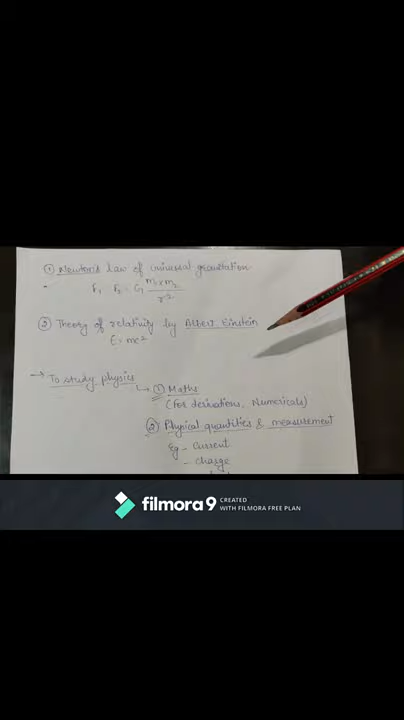 ① Newton's law of universal gravitation
F₁ F₂ = G m₁×m₂ / r²
② Theory of relativity by Albert Einstein
E = mc²
→ To study physics
① Maths
(For derivations, Numericals)
② Physical quantities & measurement
Eg - Current
- Charge
filmora9 CREATED
WITH FILMORA FREE PLAN